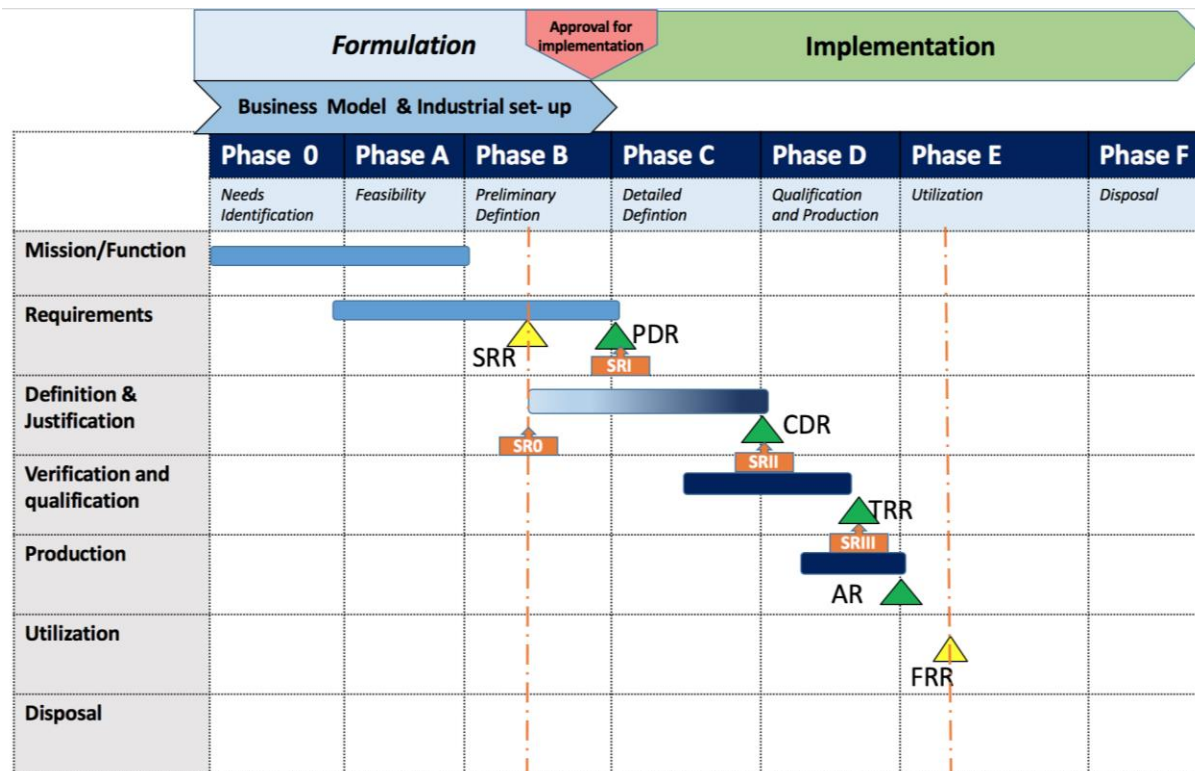 Formulation
Approval for
implementation
Implementation
Business Model & Industrial set- up
Phase 0
Phase A
Phase B
Phase C
Phase D
Phase E
Phase F
Needs
Identification
Feasibility
Preliminary
Defintion
Detailed
Defintion
Qualification
and Production
Utilization
Disposal
Mission/Function
Requirements
SRR
PDR
SRI
Definition &
Justification
CDR
SR0
SRII
Verification and
qualification
TRR
SRIII
Production
AR
Utilization
FRR
Disposal